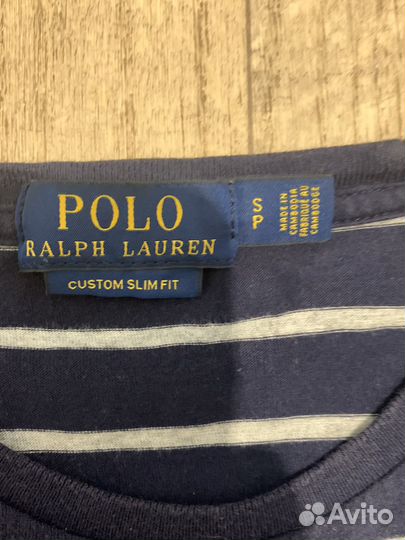 POLO
RALPH LAUREN
CUSTOM SLIM FIT
S
P
MADE IN
CAMBODIA
FABRIQUÉ AU
CAMBODGE
Avito